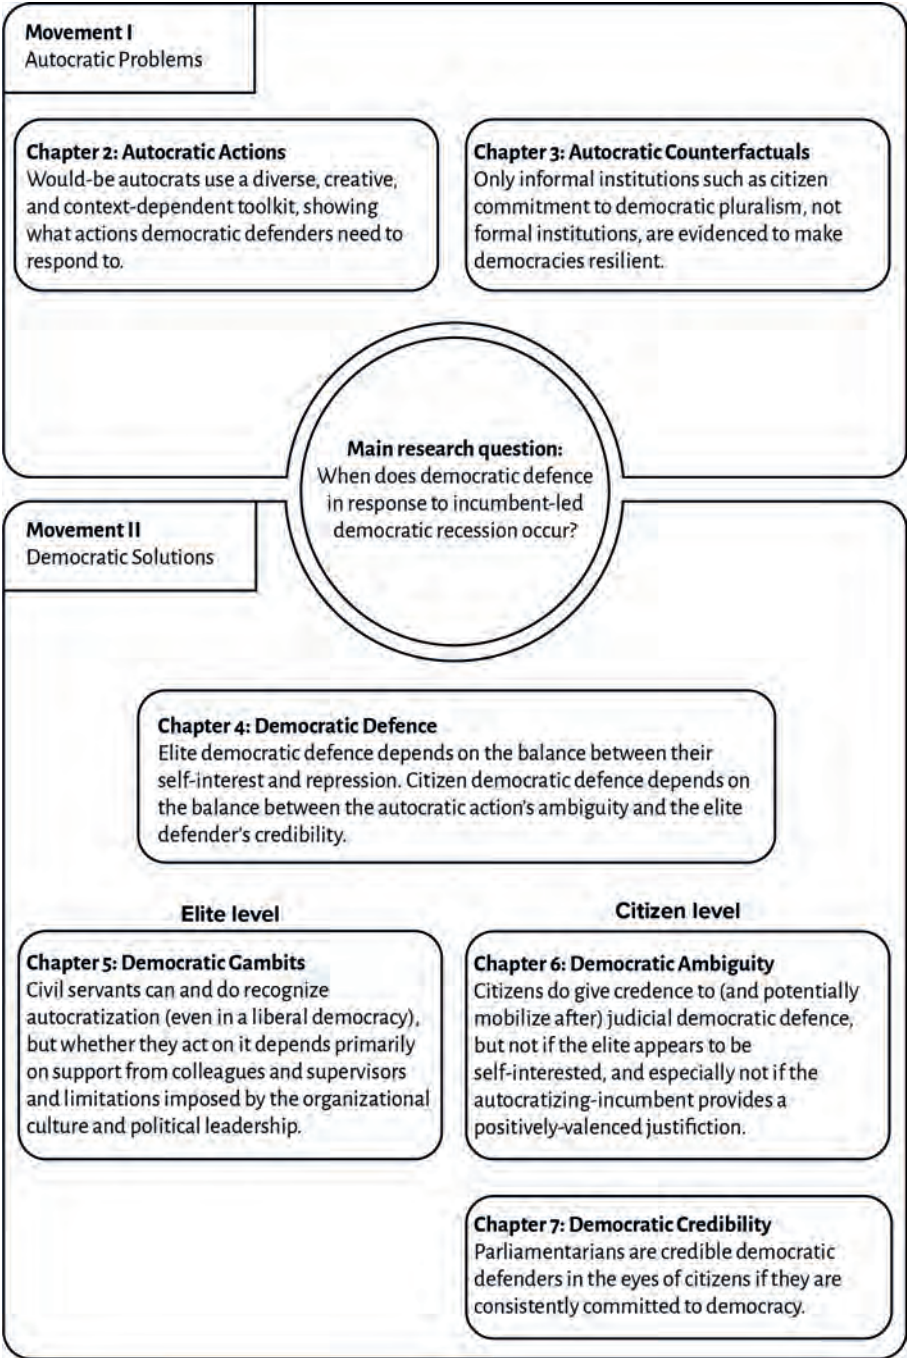 Movement I
Autocratic Problems
Chapter 2: Autocratic Actions
Would-be autocrats use a diverse, creative,
and context-dependent toolkit, showing
what actions democratic defenders need to
respond to.
Chapter 3: Autocratic Counterfactuals
Only informal institutions such as citizen
commitment to democratic pluralism, not
formal institutions, are evidenced to make
democracies resilient.
Main research question:
When does democratic defence
in response to incumbent-led
democratic recession occur?
Movement II
Democratic Solutions
Chapter 4: Democratic Defence
Elite democratic defence depends on the balance between their
self-interest and repression. Citizen democratic defence depends on
the balance between the autocratic action's ambiguity and the elite
defender's credibility.
Elite level
Chapter 5: Democratic Gambits
Civil servants can and do recognize
autocratization (even in a liberal democracy),
but whether they act on it depends primarily
on support from colleagues and supervisors
and limitations imposed by the organizational
culture and political leadership.
Citizen level
Chapter 6: Democratic Ambiguity
Citizens do give credence to (and potentially
mobilize after) judicial democratic defence,
but not if the elite appears to be
self-interested, and especially not if the
autocratizing-incumbent provides a
positively-valenced justifiction.
Chapter 7: Democratic Credibility
Parliamentarians are credible democratic
defenders in the eyes of citizens if they are
consistently committed to democracy.